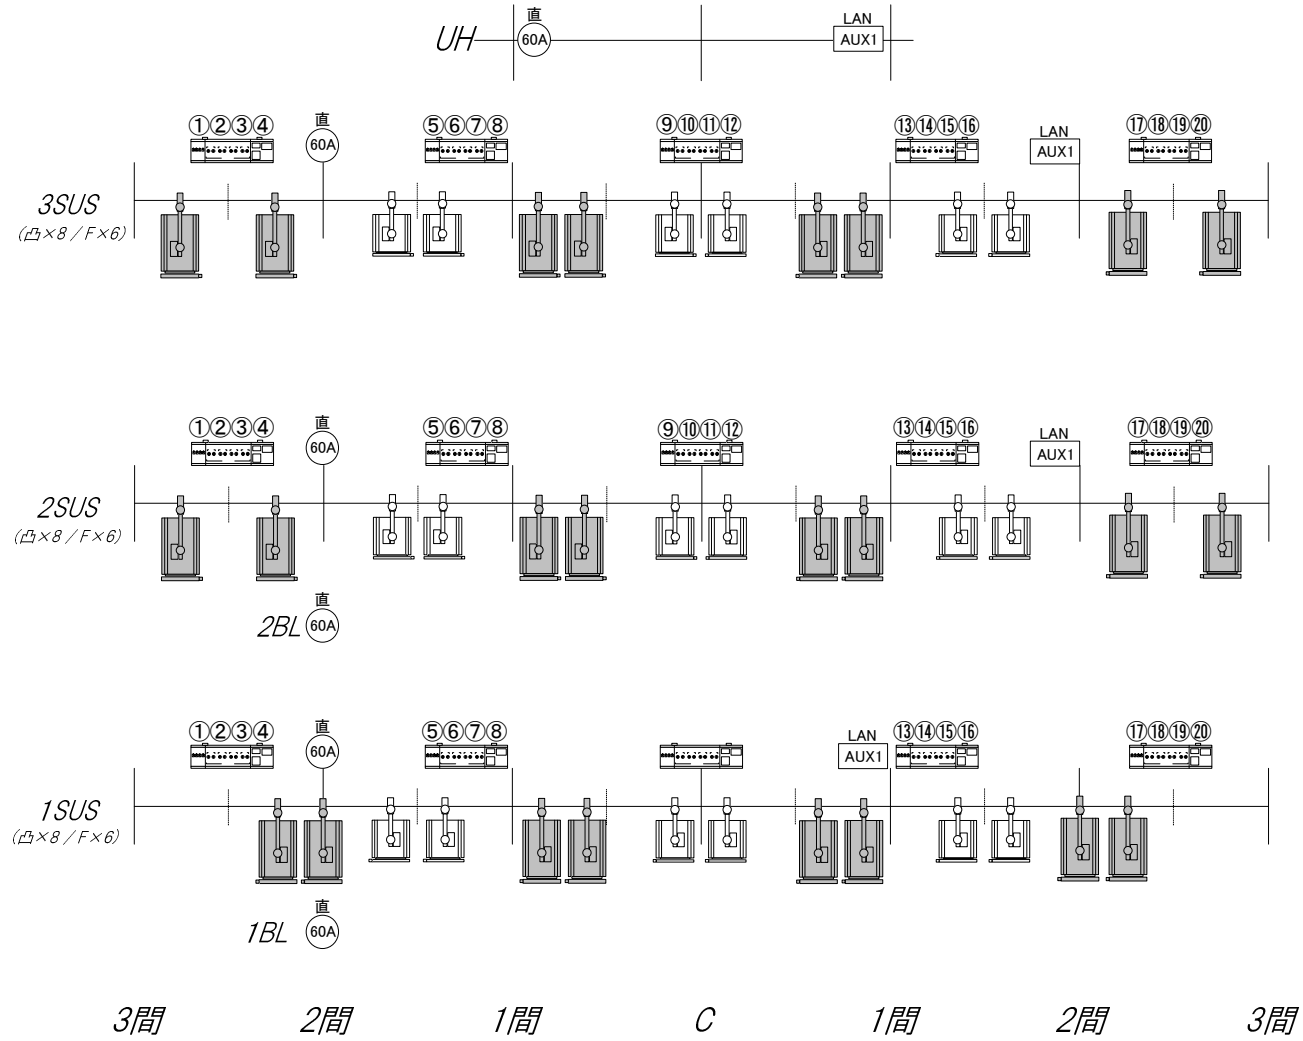 直
LAN
UH 60A AUX1
①②③④ 直 ⑤⑥⑦⑧ ⑨⑩⑪⑫ ⑬⑭⑮⑯ ⑰⑱⑲⑳
60A LAN
AUX1
3SUS
(凸×8/F×6)
①②③④ 直 ⑤⑥⑦⑧ ⑨⑩⑪⑫ ⑬⑭⑮⑯ ⑰⑱⑲⑳
60A LAN
AUX1
2SUS
(凸×8/F×6)
直
2BL 60A
①②③④ 直 ⑤⑥⑦⑧ ⑬⑭⑮⑯ ⑰⑱⑲⑳
60A LAN
AUX1
1SUS
(凸×8/F×6)
直
1BL 60A
3間 2間 1間 C 1間 2間 3間